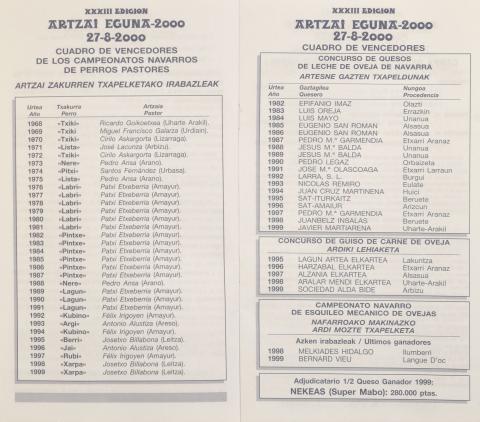 XXXIII EDICION
ARTZAI EGUNA-2000
27-8-2000
CUADRO DE VENCEDORES
DE LOS CAMPEONATOS NAVARROS
DE PERROS PASTORES
ARTZAI ZAKURREN TXAPELKETAKO IRABAZLEAK
Urtea Txakurra Artzaia
Año Perro Pastor
1968 «Txiki» Ricardo Goikoetxea (Uharte Arakil).
1969 «Txiki» Miguel Francisco Galarza (Urdiain).
1970 «Txiki» Cirilo Askargorta (Lizarraga).
1971 «Lista» José Lacunza (Arbizu).
1972 «Txiki» Cirilo Askargorta (Lizarraga).
1973 «Nere» Pedro Ansa (Arano).
1974 «Pitxi» Santos Fernández (Urbasa).
1975 «Lista» Pedro Ansa (Arano).
1976 «Labri» Patxi Etxeberria (Amayur).
1977 «Labri» Patxi Etxeberria (Amayur).
1978 «Labri» Patxi Etxeberria (Amayur).
1979 «Labri» Patxi Etxeberria (Amayur).
1980 «Labri» Patxi Etxeberria (Amayur).
1981 «Labri» Patxi Etxeberria (Amayur).
1982 «Pintxe» Patxi Etxeberria (Amayur).
1983 «Pintxe» Patxi Etxeberria (Amayur).
1984 «Pintxe» Patxi Etxeberria (Amayur).
1985 «Pintxe» Patxi Etxeberria (Amayur).
1986 «Pintxe» Patxi Etxeberria (Amayur).
1987 «Pintxe» Patxi Etxeberria (Amayur).
1988 «Nere» Pedro Ansa (Arano).
1989 «Lagun» Patxi Etxeberria (Amayur).
1990 «Lagun» Patxi Etxeberria (Amayur).
1991 «Lagun» Patxi Etxeberria (Amayur).
1992 «Kubino» Félix Irigoyen (Amayur).
1993 «Argi» Antonio Alustiza (Areso).
1994 «Kubino» Félix Irigoyen (Amayur).
1995 «Berri» Josetxo Billabona (Leitza).
1996 «Jai» Antonio Alustiza (Areso).
1997 «Rubi» Félix Irigoyen (Amayur).
1998 «Xarpa» Josetxo Billabona (Leitza).
1999 «Xarpa» Josetxo Billabona (Leitza).
XXXIII EDICION
ARTZAI EGUNA-2000
27-8-2000
CUADRO DE VENCEDORES
CONCURSO DE QUESOS
DE LECHE DE OVEJA DE NAVARRA
ARTESNE GAZTEN TXAPELDUNAK
Urtea Gaztagilea Nungoa
Año Quesero Procedencia
1982 EPIFANIO IMAZ Olazti
1983 LUIS OREJA Errazkin
1984 LUIS MAYO Unanua
1985 EUGENIO SAN ROMAN Alsasua
1986 EUGENIO SAN ROMAN Alsasua
1987 PEDRO M.ª GARMENDIA Etxarri Aranaz
1988 JESUS M.ª BALDA Unanua
1989 JESUS M.ª BALDA Unanua
1990 PEDRO LEGAZ Orbaizeta
1991 JOSE M.ª OLASCOAGA Etxarri Larraun
1992 LARRA, S. L. Burgui
1993 NICOLAS REMIRO Eulate
1994 JUAN CRUZ MARTINENA Huici
1995 SAT-ITURKAITZ Beruete
1996 SAT-AMAIUR Arizcun
1997 PEDRO M.ª GARMENDIA Etxarri Aranaz
1998 JUANBELZ INSALAS Beruete
1999 JAVIER MARTIARENA Uharte-Arakil
CONCURSO DE GUISO DE CARNE DE OVEJA
ARDIKI LEHIAKETA
1995 LAGUN ARTEA ELKARTEA Lakuntza
1996 HARZABAL ELKARTEA Etxarri Aranaz
1997 ALZANIA ELKARTEA Alsasua
1998 ARALAR MENDI ELKARTEA Uharte-Arakil
1999 SOCIEDAD ALDA BIDE Arbizu
CAMPEONATO NAVARRO
DE ESQUILEO MECANICO DE OVEJAS
NAFARROAKO MAKINAZKO
ARDI MOZTE TXAPELKETA
Azken irabazleak / Ultimos ganadores
1998 MELKIADES HIDALGO Ilumberri
1999 BERNARD VIEU Langue D'oc
Adjudicatario 1/2 Queso Ganador 1999:
NEKEAS (Super Mabo): 280.000 ptas.